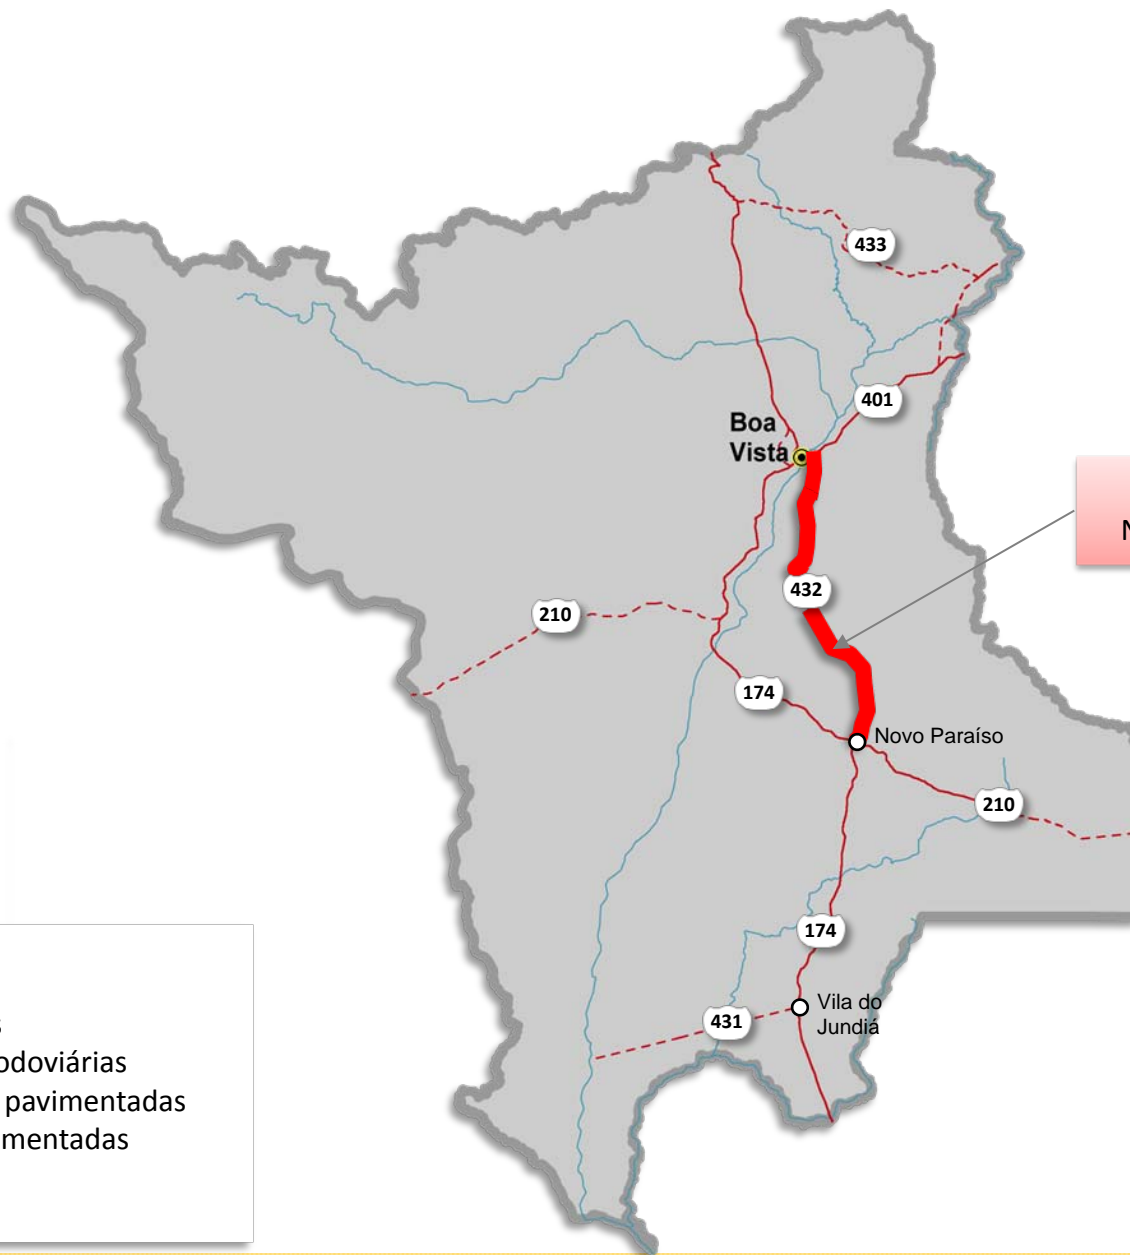 433
401
Boa
Vista
N
432
210
174
Novo Paraíso
210
174
Vila do
Jundiá
431
s
odoviárias
pavimentadas
mentadas